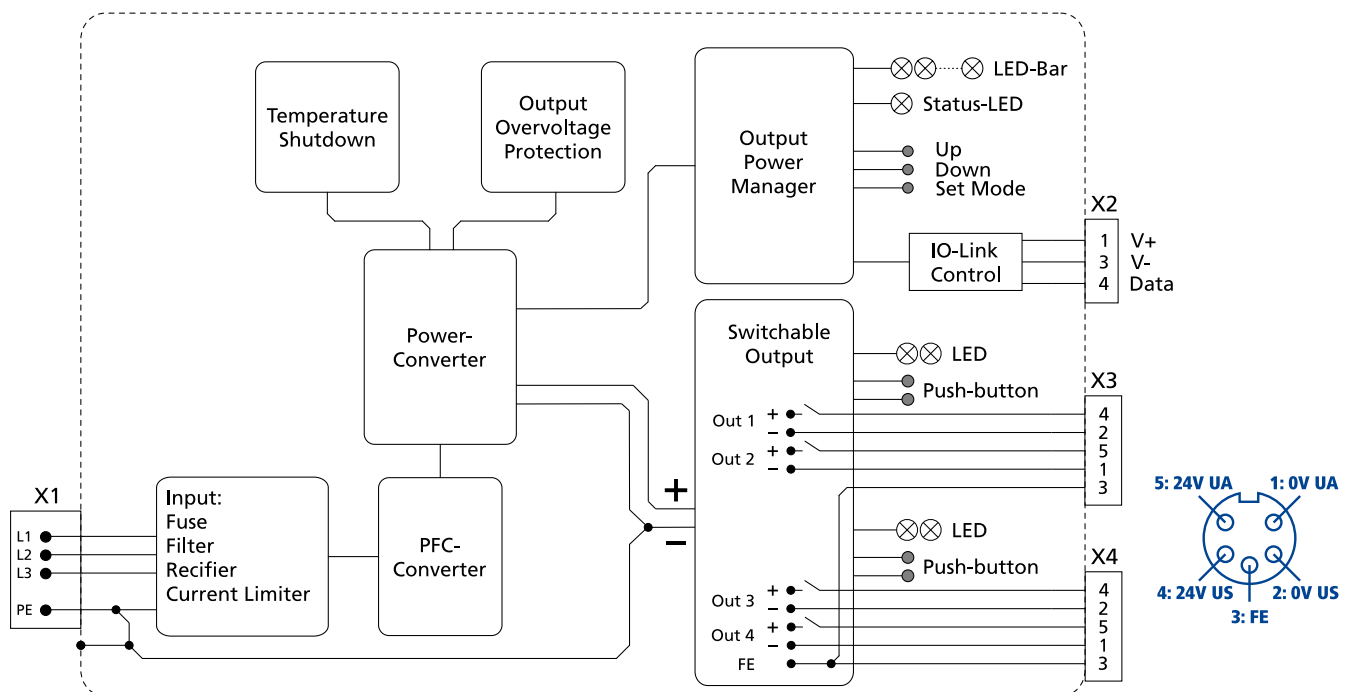 Temperature
Shutdown
Output
Overvoltage
Protection
Output
Power
Manager
LED-Bar
Status-LED
Up
Down
Set Mode
IO-Link
Control
X2
1 V+
3 V-
4 Data
Power-
Converter
Switchable
Output
LED
Push-button
Out 1 + −
Out 2 + −
X3
4
2
5
1
3
X1
L1
L2
L3
PE
Input:
Fuse
Filter
Rectifier
Current Limiter
PFC-
Converter
+
−
LED
Push-button
Out 3 + −
Out 4 + −
FE
X4
4
2
5
1
3
5: 24V UA
1: 0V UA
4: 24V US
2: 0V US
3: FE